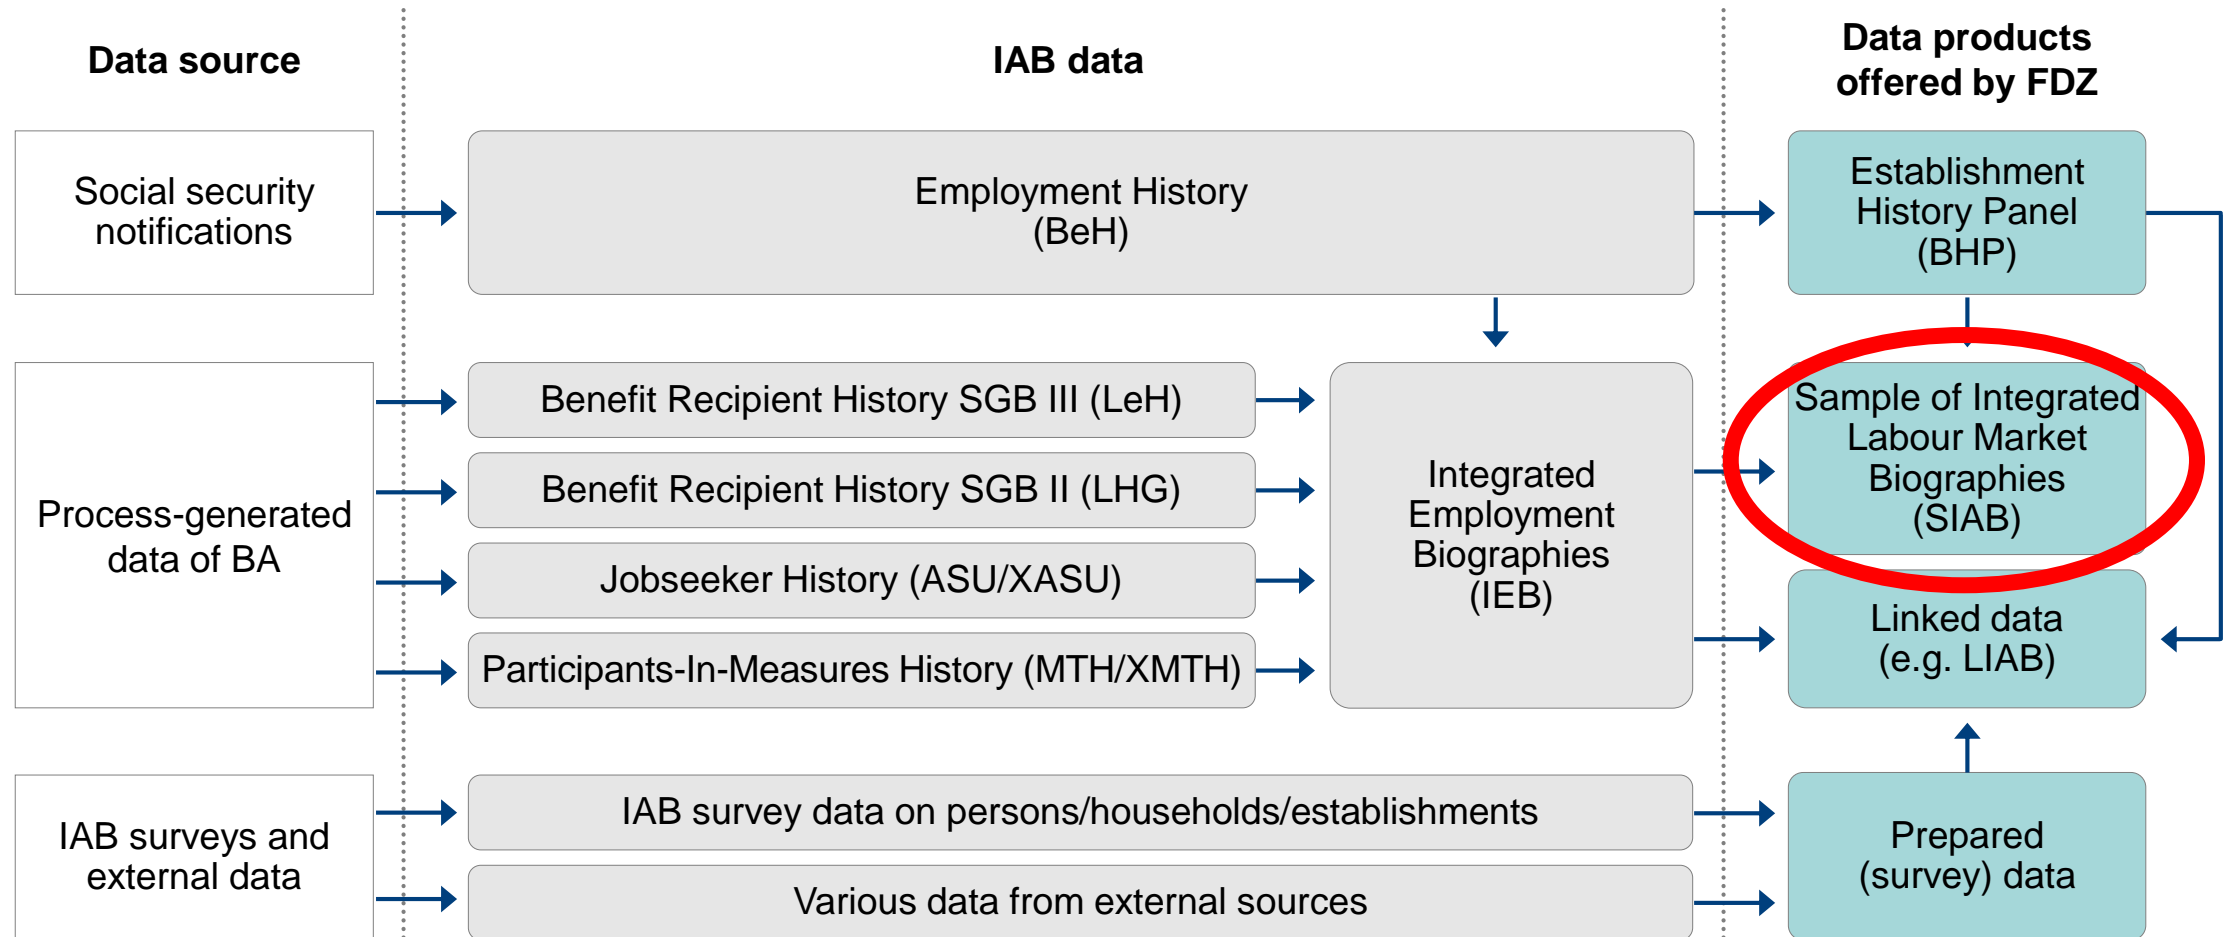 Data source
IAB data
Data products
offered by FDZ
Social security
notifications
Employment History
(BeH)
Establishment
History Panel
(BHP)
Process-generated
data of BA
Benefit Recipient History SGB III (LeH)
Benefit Recipient History SGB II (LHG)
Jobseeker History (ASU/XASU)
Participants-In-Measures History (MTH/XMTH)
Integrated
Employment
Biographies
(IEB)
Sample of Integrated
Labour Market
Biographies
(SIAB)
Linked data
(e.g. LIAB)
IAB surveys and
external data
IAB survey data on persons/households/establishments
Various data from external sources
Prepared
(survey) data